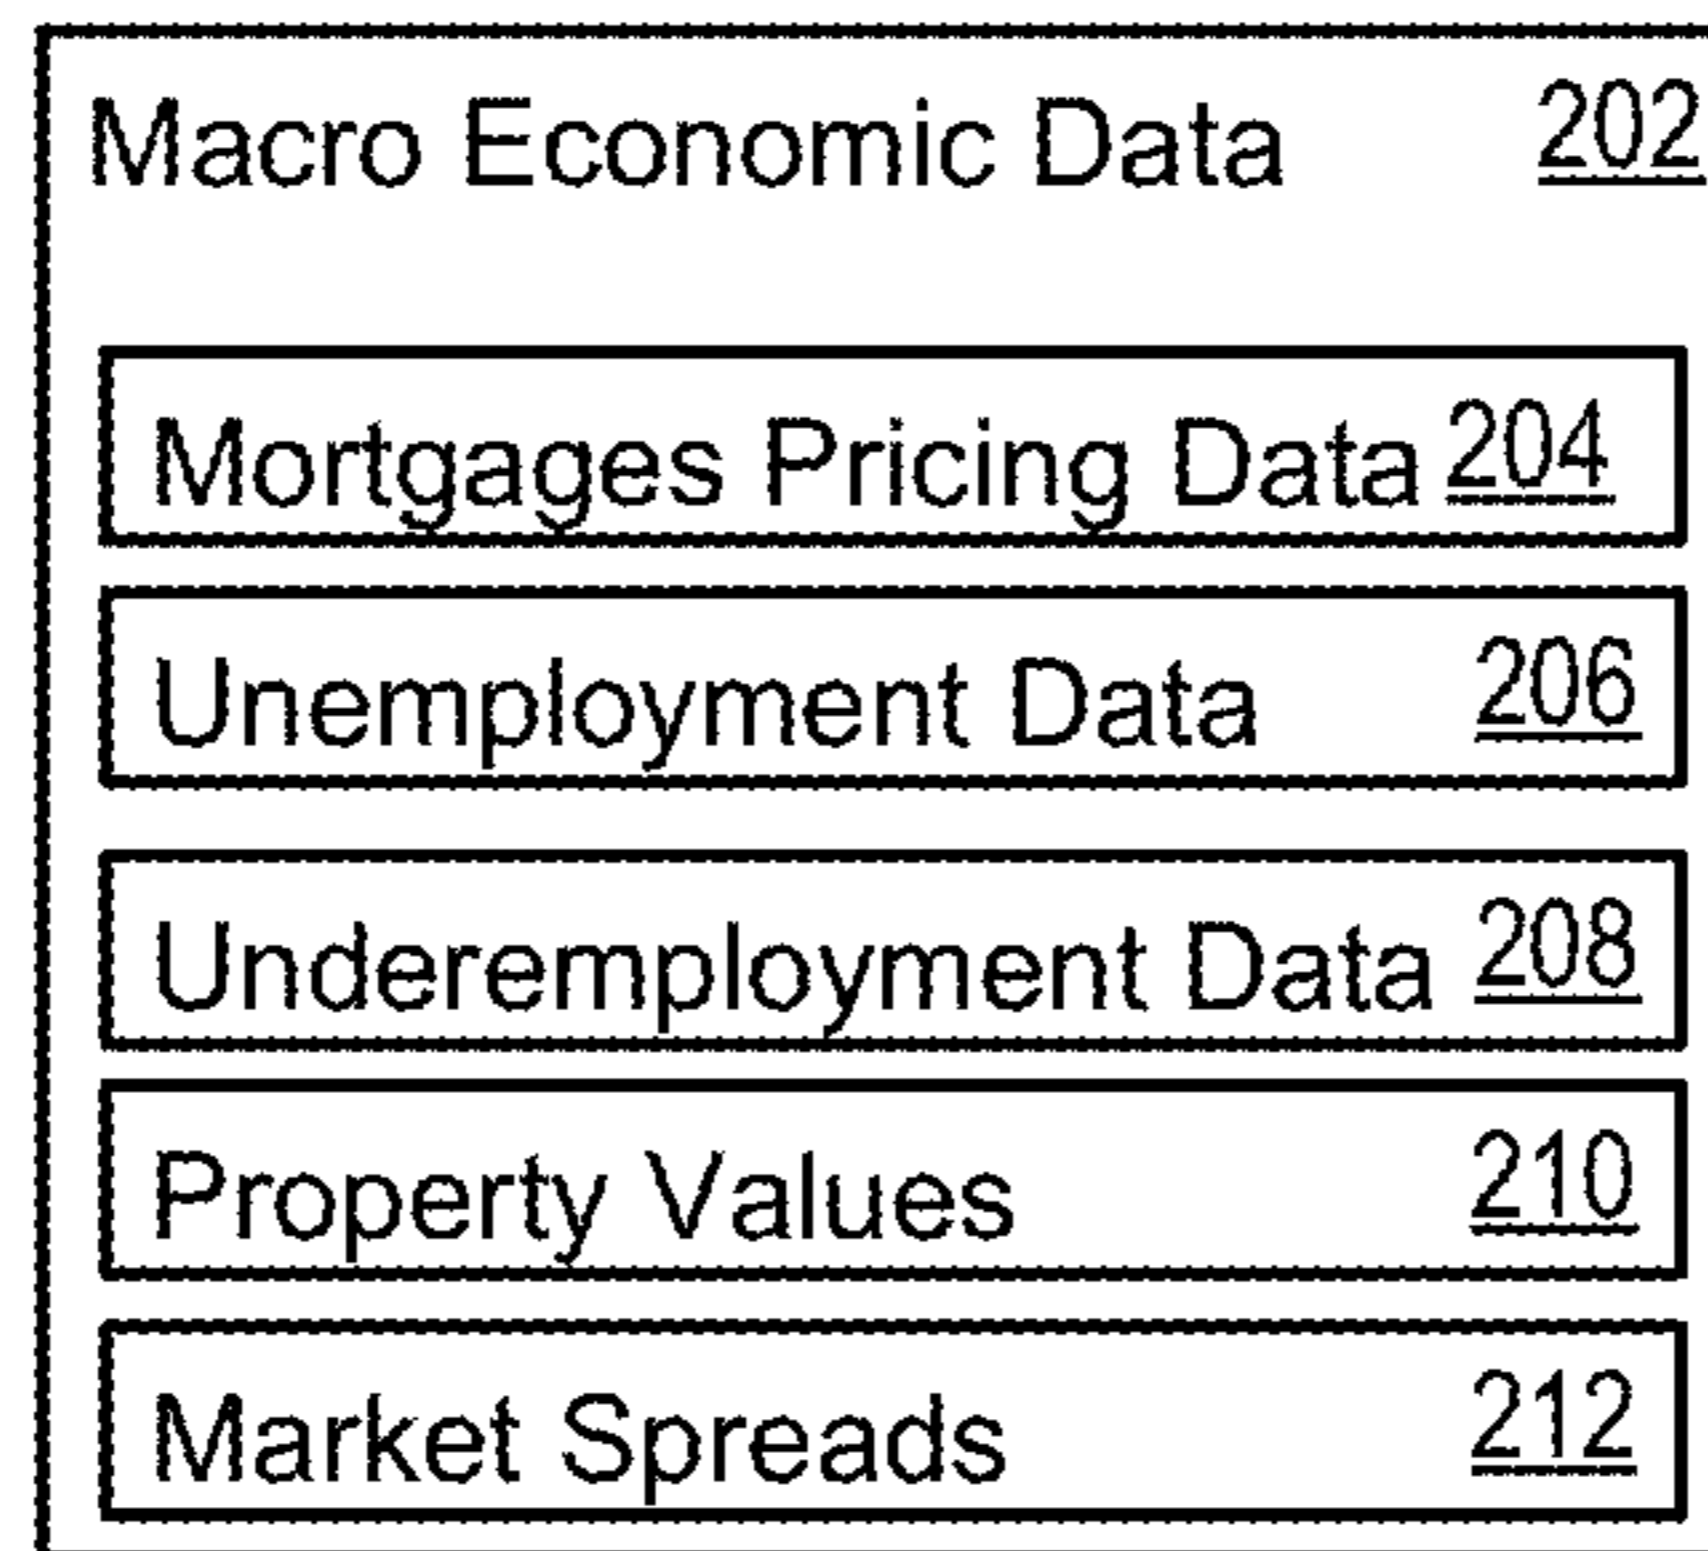 Macro Economic Data 202
Mortgages Pricing Data 204
Unemployment Data 206
Underemployment Data 208
Property Values 210
Market Spreads 212